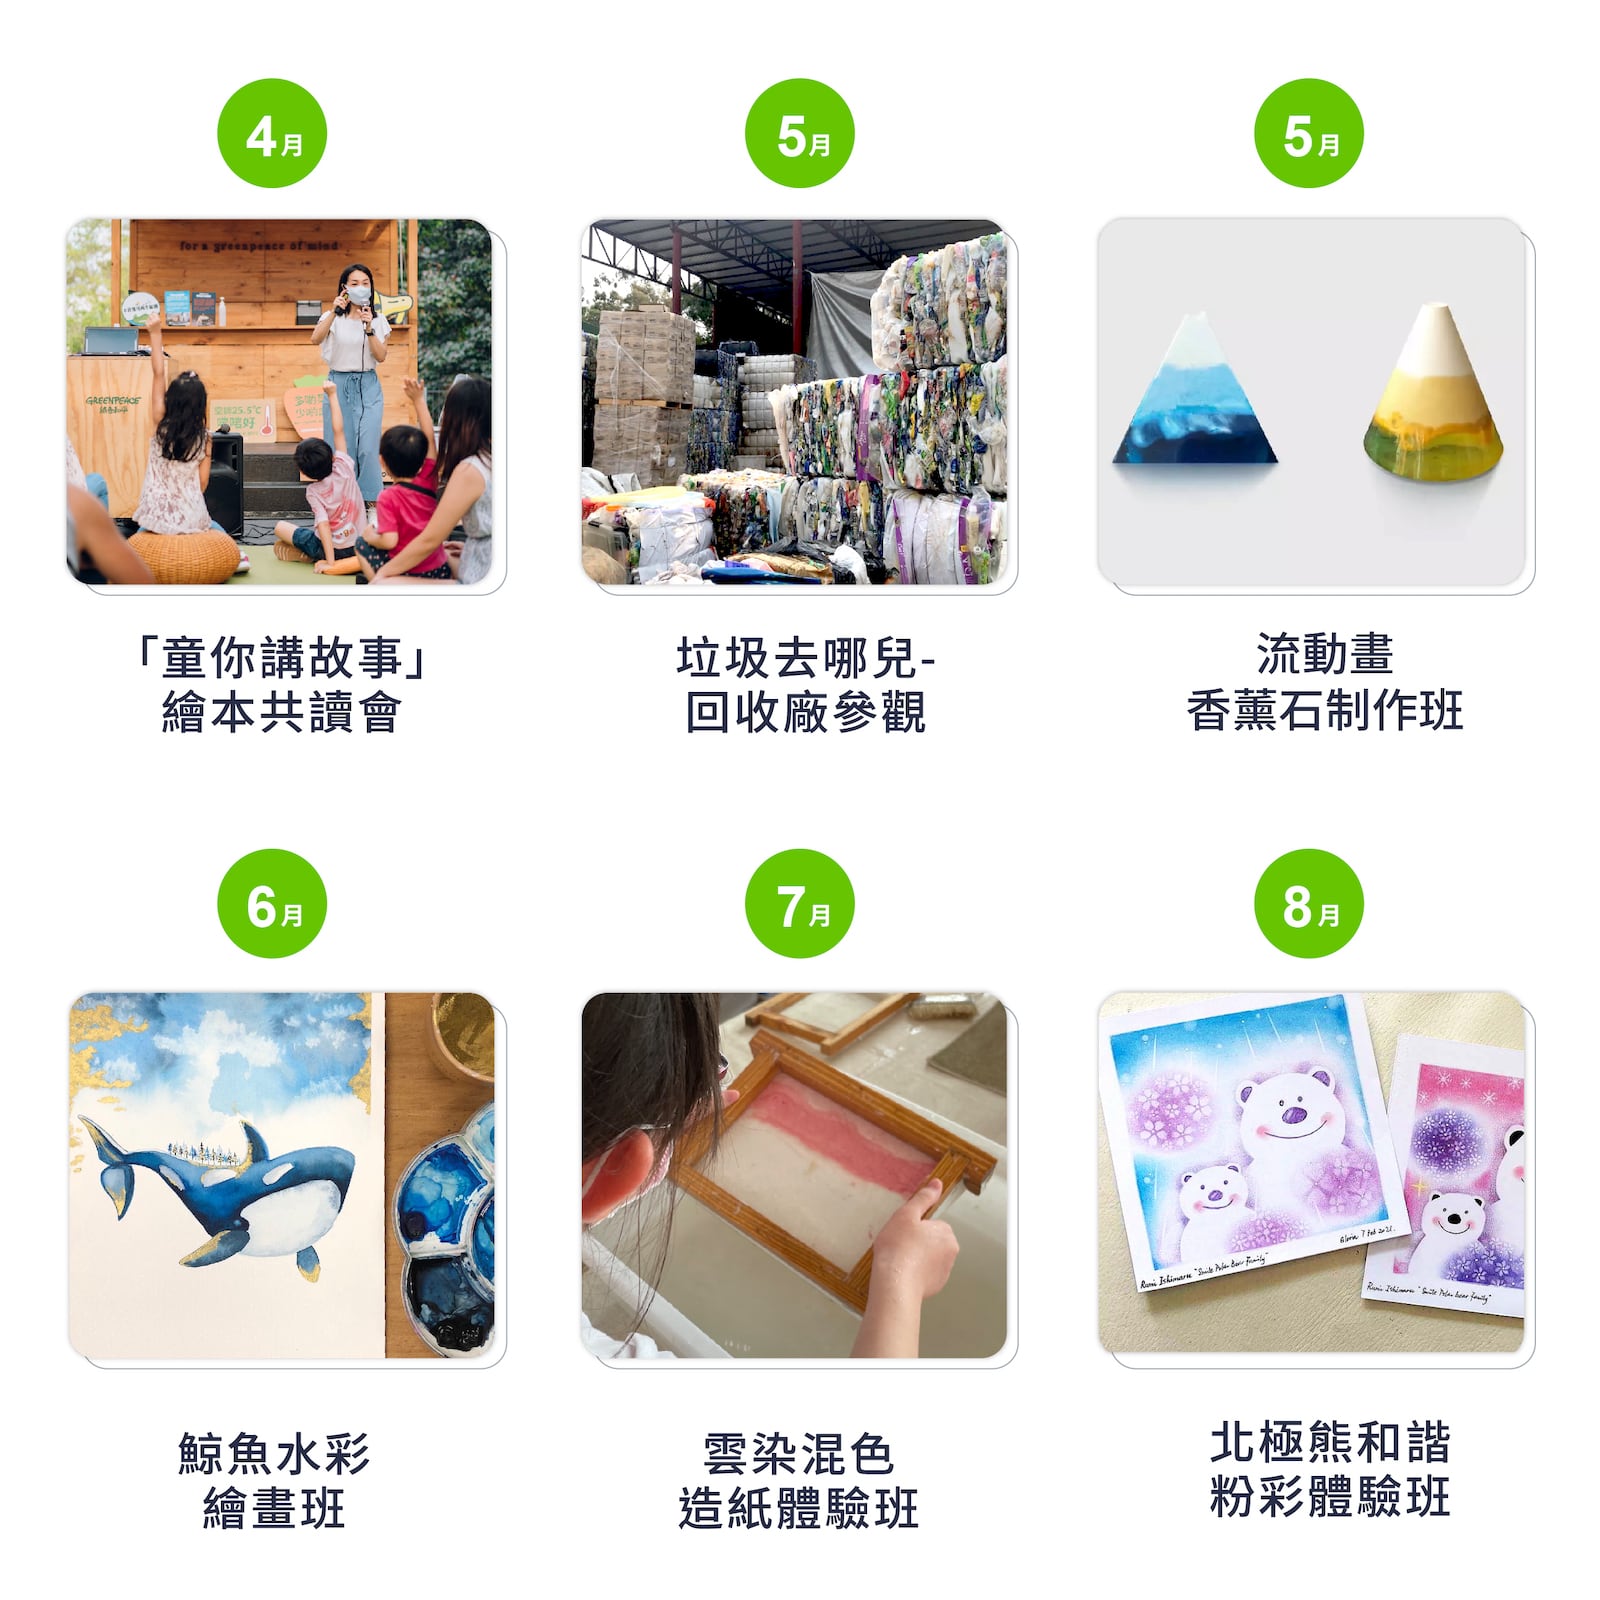 4月
5月
5月
for a greenpeace of mind
GREENPEACE
綠色和平
空調25.5℃
「童你講故事」
繪本共讀會
垃圾去哪兒-
回收廠參觀
流動畫
香薰石制作班
6月
7月
8月
Gloria 7 Feb 2021.
Rumi Ishimaru "Smile Polar Bear Family"
Rumi Ishimaru "Smile Polar Bear Family"
鯨魚水彩
繪畫班
雲染混色
造紙體驗班
北極熊和諧
粉彩體驗班